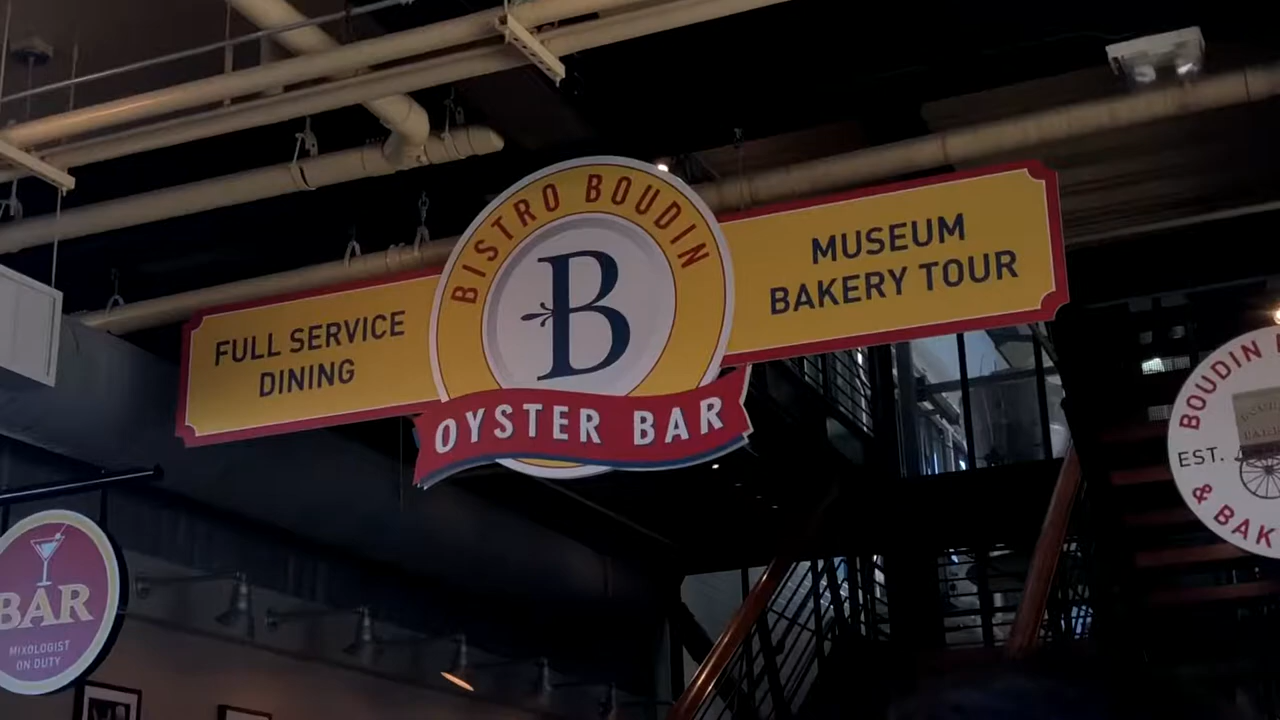 BISTRO BOUDIN
B
OYSTER BAR
FULL SERVICE
DINING
MUSEUM
BAKERY TOUR
BAR
MIXOLOGIST
ON DUTY
BOUDIN
EST.
& BAK